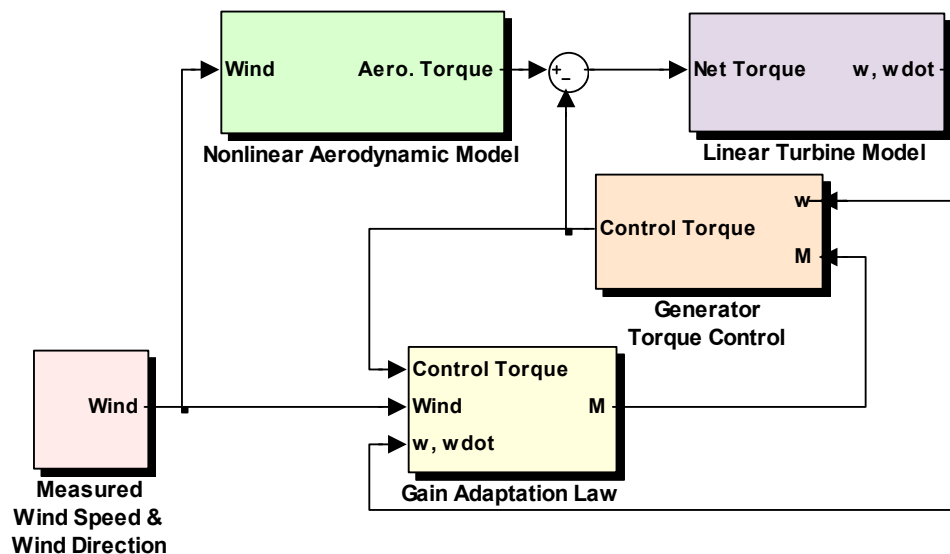 Wind
Aero. Torque
Nonlinear Aerodynamic Model
+
−
Net Torque
w, wdot
Linear Turbine Model
w
Control Torque
M
Generator
Torque Control
Control Torque
Wind
M
w, wdot
Gain Adaptation Law
Wind
Measured
Wind Speed &
Wind Direction